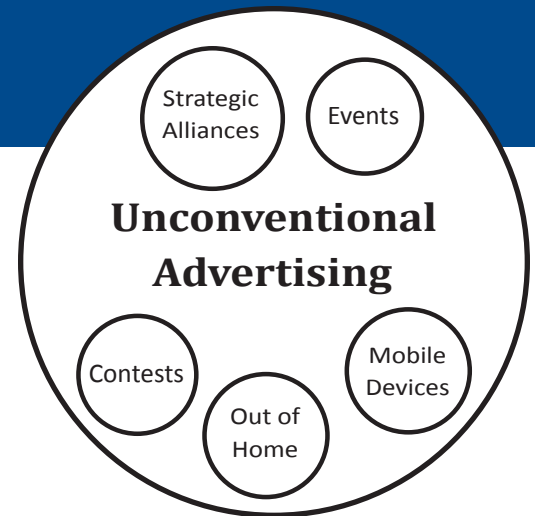 Strategic
Alliances
Events
Unconventional
Advertising
Contests
Out of
Home
Mobile
Devices